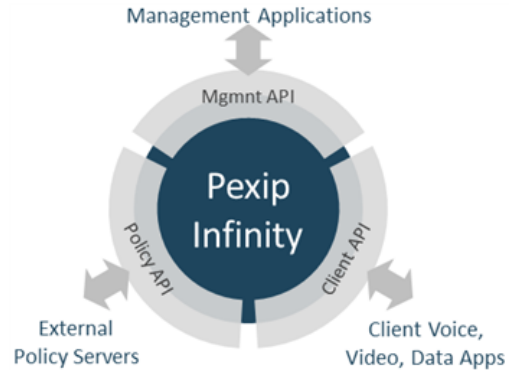 Management Applications
Mgmnt API
Pexip
Infinity
Policy API
Client API
External
Policy Servers
Client Voice,
Video, Data Apps